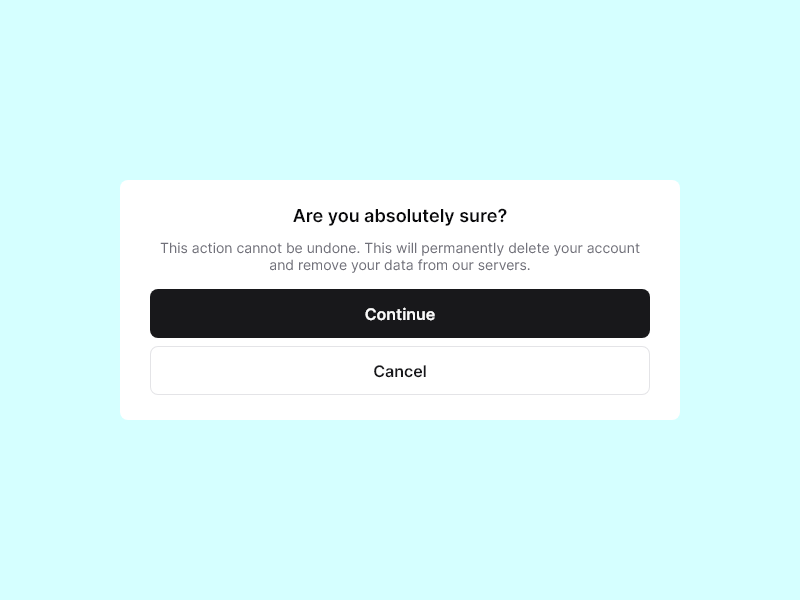 Are you absolutely sure?
This action cannot be undone. This will permanently delete your account
and remove your data from our servers.
Continue
Cancel